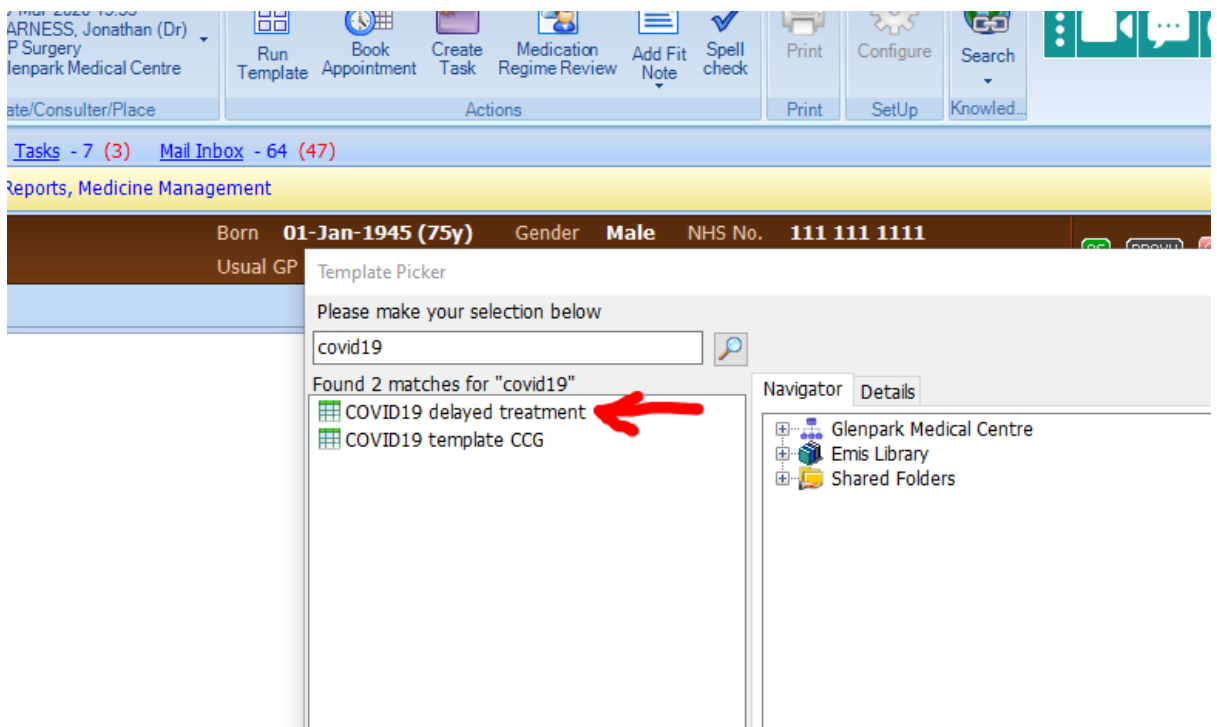 ARNESS, Jonathan (Dr)
P Surgery
lenpark Medical Centre
ate/Consulter/Place
Run Template
Book Appointment
Create Task
Medication Regime Review
Add Fit Note
Spell check
Actions
Print
Print
Configure
SetUp
Search
Knowled...
Tasks - 7 (3) Mail Inbox - 64 (47)
Reports, Medicine Management
Born 01-Jan-1945 (75y) Gender Male NHS No. 111 111 1111
Usual GP
Template Picker
Please make your selection below
covid19
Found 2 matches for "covid19"
COVID19 delayed treatment
COVID19 template CCG
Navigator Details
Glenpark Medical Centre
Emis Library
Shared Folders